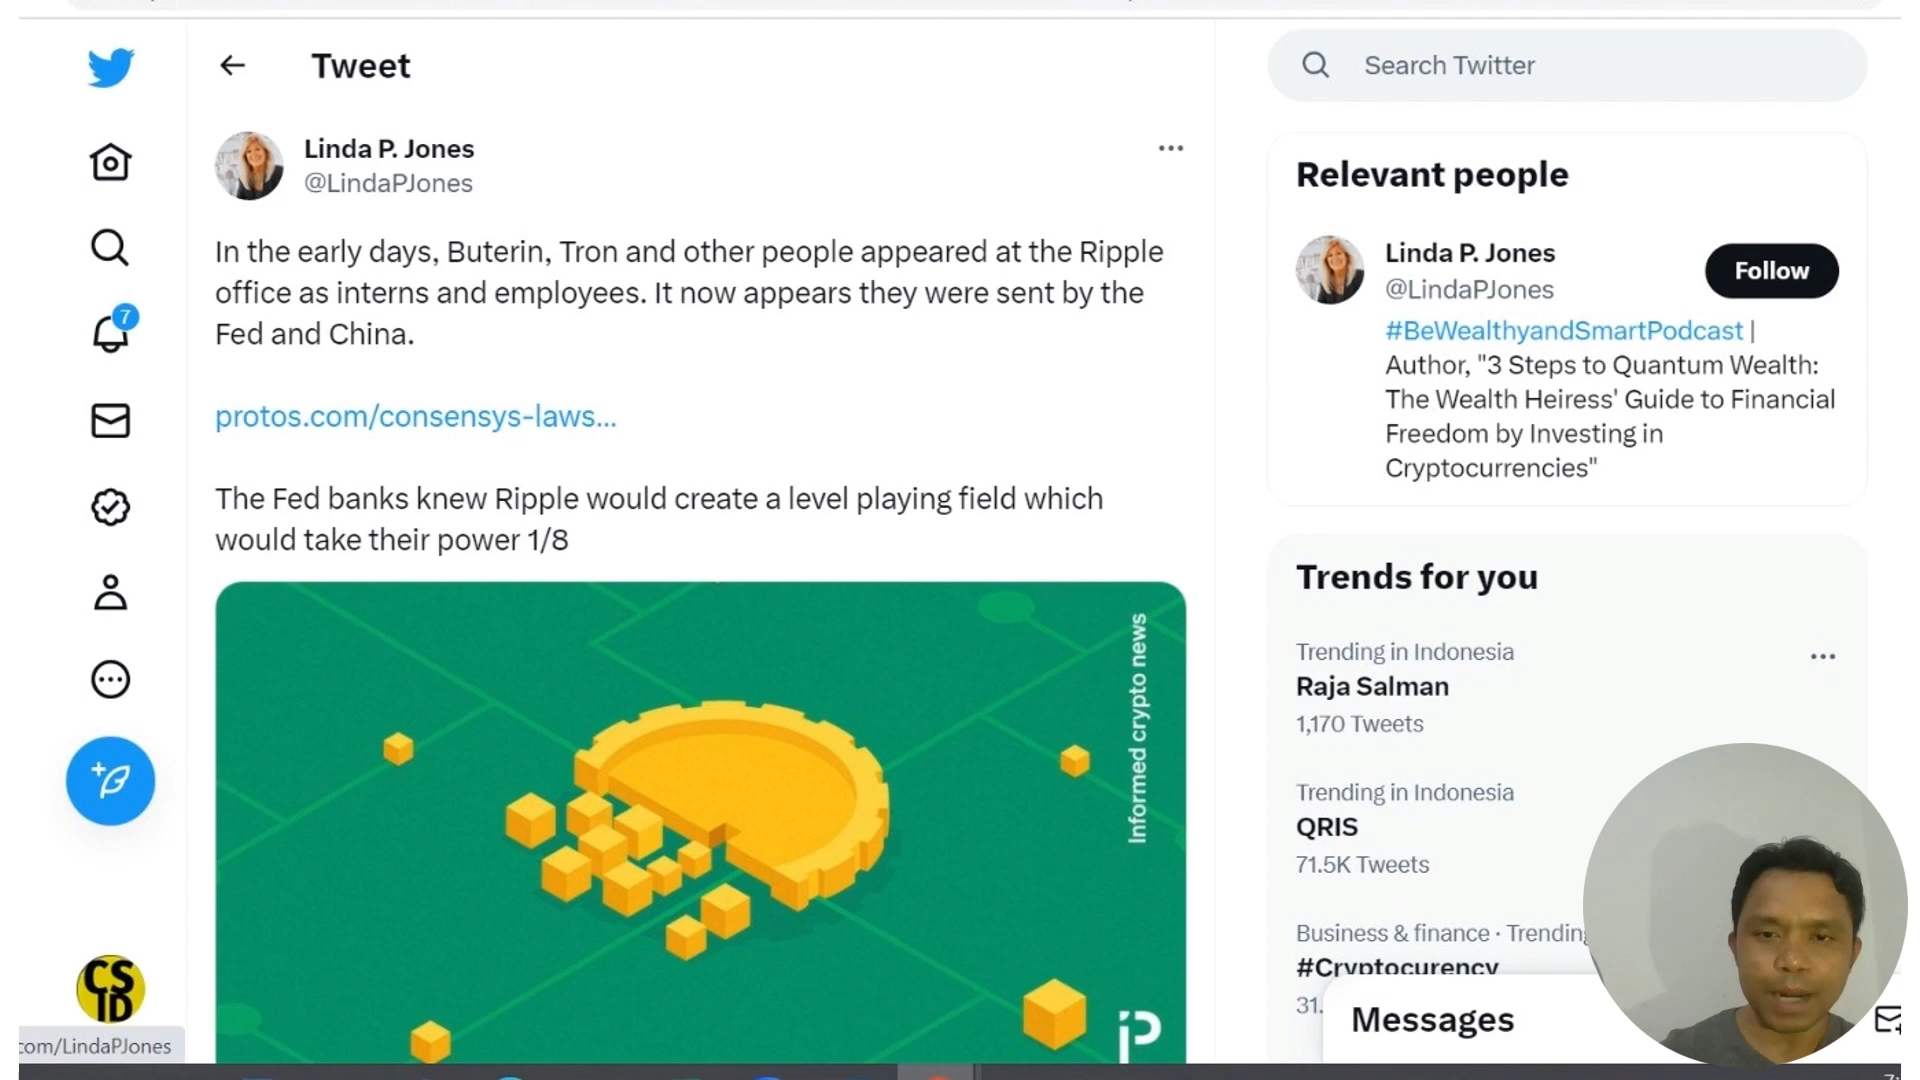 Tweet
Search Twitter
Linda P. Jones
@LindaPJones
In the early days, Buterin, Tron and other people appeared at the Ripple
office as interns and employees. It now appears they were sent by the
Fed and China.
protos.com/consensys-laws...
The Fed banks knew Ripple would create a level playing field which
would take their power 1/8
Informed crypto news
Relevant people
Linda P. Jones
@LindaPJones
Follow
#BeWealthyandSmartPodcast |
Author, "3 Steps to Quantum Wealth:
The Wealth Heiress' Guide to Financial
Freedom by Investing in
Cryptocurrencies"
Trends for you
Trending in Indonesia
Raja Salman
1,170 Tweets
Trending in Indonesia
QRIS
71.5K Tweets
Business & finance · Trending
#Cryptocurency
31.
Messages
7
CS
ID
com/LindaPJones